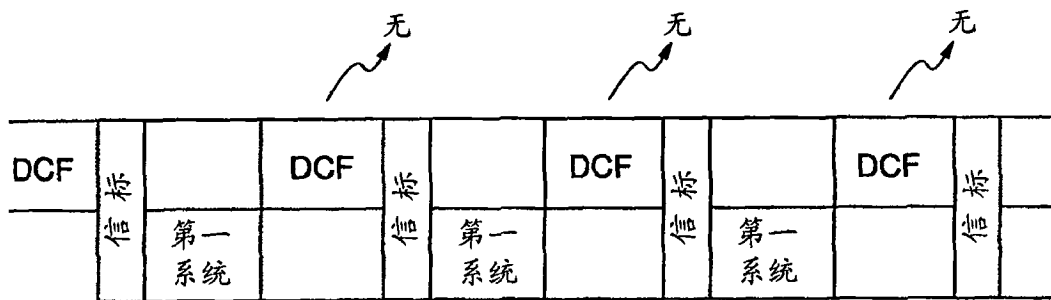 无 无 无
DCF 信标 DCF 信标 DCF 信标 DCF 信标
第一 第一 第一
系统 系统 系统